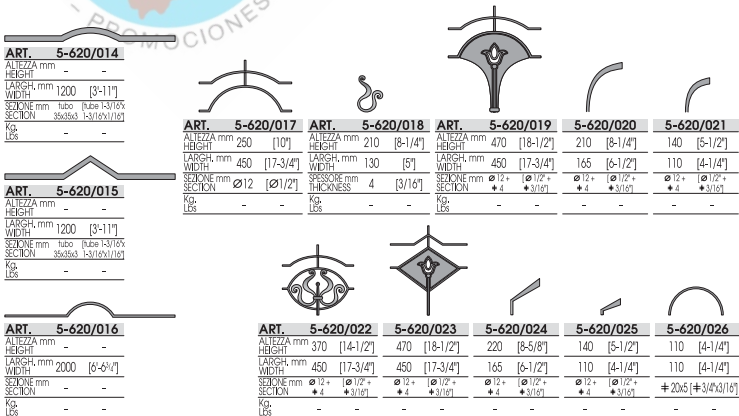 - PROMOCIONES
ART. 5-620/014
ALTEZZA mm HEIGHT - -
LARGH. mm WIDTH 1200 [3'-11"]
SEZIONE mm tubo [tube 1-3/16"x
SECTION 35x35x3 1-3/16"x1/16"]
Kg. Lbs - -
ART. 5-620/015
ALTEZZA mm HEIGHT - -
LARGH. mm WIDTH 1200 [3'-11"]
SEZIONE mm tubo [tube 1-3/16"x
SECTION 35x35x3 1-3/16"x1/16"]
Kg. Lbs - -
ART. 5-620/016
ALTEZZA mm HEIGHT - -
LARGH. mm WIDTH 2000 [6'-6¾"]
SEZIONE mm SECTION - -
Kg. Lbs - -
ART. 5-620/017 ART. 5-620/018 ART. 5-620/019 5-620/020 5-620/021
ALTEZZA mm HEIGHT 250 [10"] ALTEZZA mm HEIGHT 210 [8-1/4"] ALTEZZA mm HEIGHT 470 [18-1/2"] 210 [8-1/4"] 140 [5-1/2"]
LARGH. mm WIDTH 450 [17-3/4"] LARGH. mm WIDTH 130 [5"] LARGH. mm WIDTH 450 [17-3/4"] 165 [6-1/2"] 110 [4-1/4"]
SEZIONE mm SECTION Ø12 [Ø1/2"] SPESSORE mm THICKNESS 4 [3/16"] SEZIONE mm SECTION Ø 12 + ⌖ 4 [Ø 1/2" + ⌖ 3/16"] Ø 12 + ⌖ 4 [Ø 1/2" + ⌖ 3/16"] Ø 12 + ⌖ 4 [Ø 1/2" + ⌖ 3/16"]
Kg. Lbs - - Kg. Lbs - - Kg. Lbs - - - - - -
ART. 5-620/022 5-620/023 5-620/024 5-620/025 5-620/026
ALTEZZA mm HEIGHT 370 [14-1/2"] 470 [18-1/2"] 220 [8-5/8"] 140 [5-1/2"] 110 [4-1/4"]
LARGH. mm WIDTH 450 [17-3/4"] 450 [17-3/4"] 165 [6-1/2"] 110 [4-1/4"] 110 [4-1/4"]
SEZIONE mm SECTION Ø 12 + ⌖ 4 [Ø 1/2" + ⌖ 3/16"] Ø 12 + ⌖ 4 [Ø 1/2" + ⌖ 3/16"] Ø 12 + ⌖ 4 [Ø 1/2" + ⌖ 3/16"] Ø 12 + ⌖ 4 [Ø 1/2" + ⌖ 3/16"] ⌖ 20x5 [⌖ 3/4"x3/16"]
Kg. Lbs - - - - - - - - - -